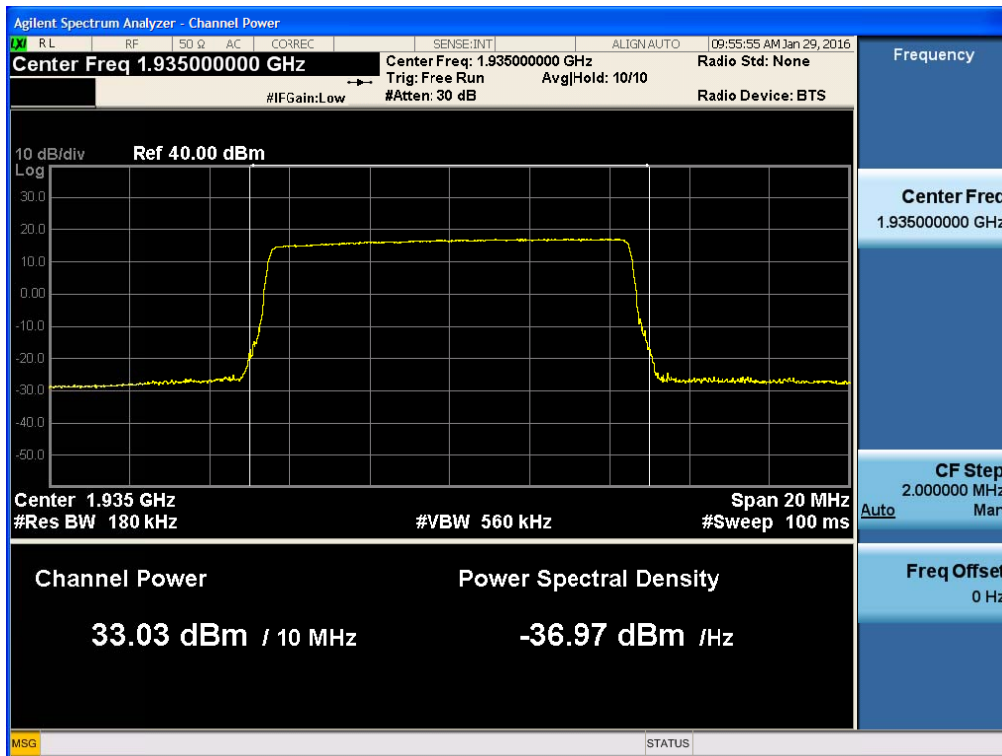 Agilent Spectrum Analyzer - Channel Power
LXI RL RF 50 Ω AC CORREC SENSE:INT ALIGN AUTO 09:55:55 AM Jan 29, 2016
Center Freq 1.935000000 GHz
Center Freq: 1.935000000 GHz
Radio Std: None
Trig: Free Run Avg|Hold: 10/10
#IFGain:Low
#Atten: 30 dB
Radio Device: BTS
10 dB/div Ref 40.00 dBm
Log
30.0
20.0
10.0
0.00
-10.0
-20.0
-30.0
-40.0
-50.0
Center 1.935 GHz
Span 20 MHz
#Res BW 180 kHz
#VBW 560 kHz
#Sweep 100 ms
Channel Power
Power Spectral Density
33.03 dBm / 10 MHz
-36.97 dBm /Hz
MSG
STATUS
Frequency
Center Freq
1.935000000 GHz
CF Step
2.000000 MHz
Auto Man
Freq Offset
0 Hz